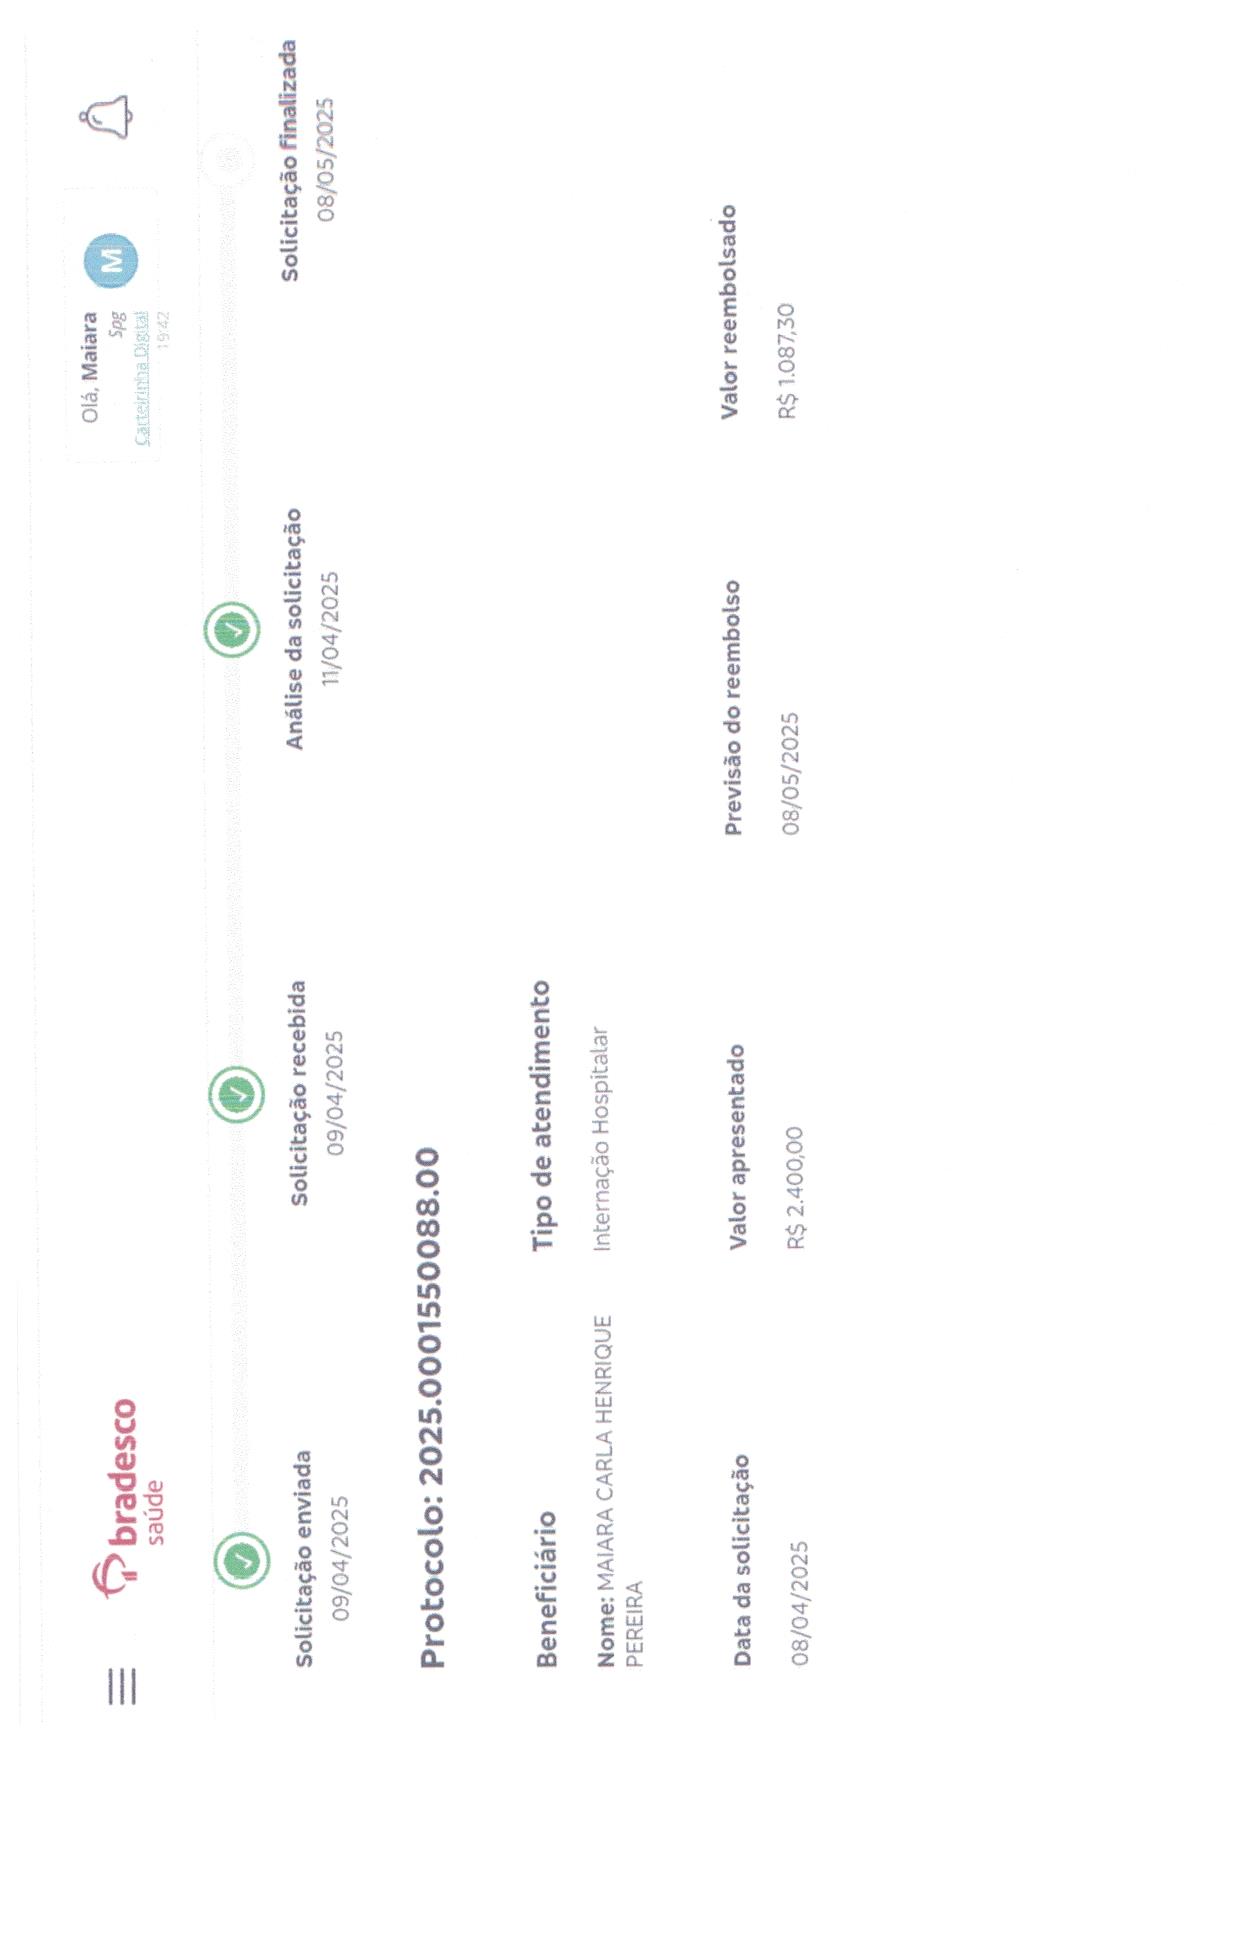 bradesco
saúde
Olá, Maiara
Spg
Carteirinha Digital
19:42
M
Solicitação enviada
09/04/2025
Solicitação recebida
09/04/2025
Análise da solicitação
11/04/2025
Solicitação finalizada
08/05/2025
Protocolo: 2025.0001550088.00
Beneficiário
Nome: MAIARA CARLA HENRIQUE
PEREIRA
Tipo de atendimento
Internação Hospitalar
Data da solicitação
08/04/2025
Valor apresentado
R$ 2.400,00
Previsão do reembolso
08/05/2025
Valor reembolsado
R$ 1.087,30